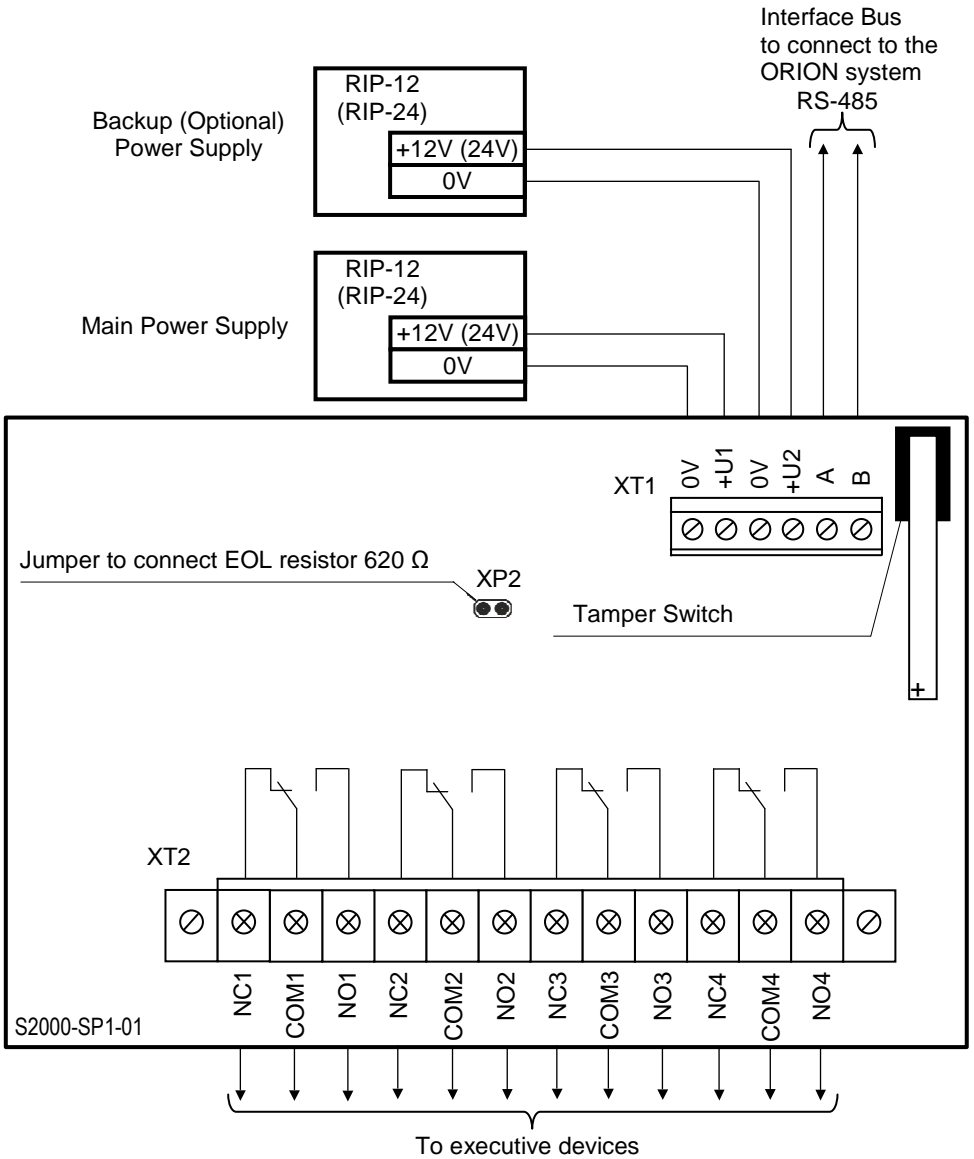 Interface Bus
to connect to the
ORION system
RS-485
Backup (Optional)
Power Supply
RIP-12
(RIP-24)
+12V (24V)
0V
Main Power Supply
RIP-12
(RIP-24)
+12V (24V)
0V
XT1
0V
+U1
0V
+U2
A
B
Jumper to connect EOL resistor 620 Ω
XP2
Tamper Switch
+
XT2
NC1
COM1
NO1
NC2
COM2
NO2
NC3
COM3
NO3
NC4
COM4
NO4
S2000-SP1-01
To executive devices